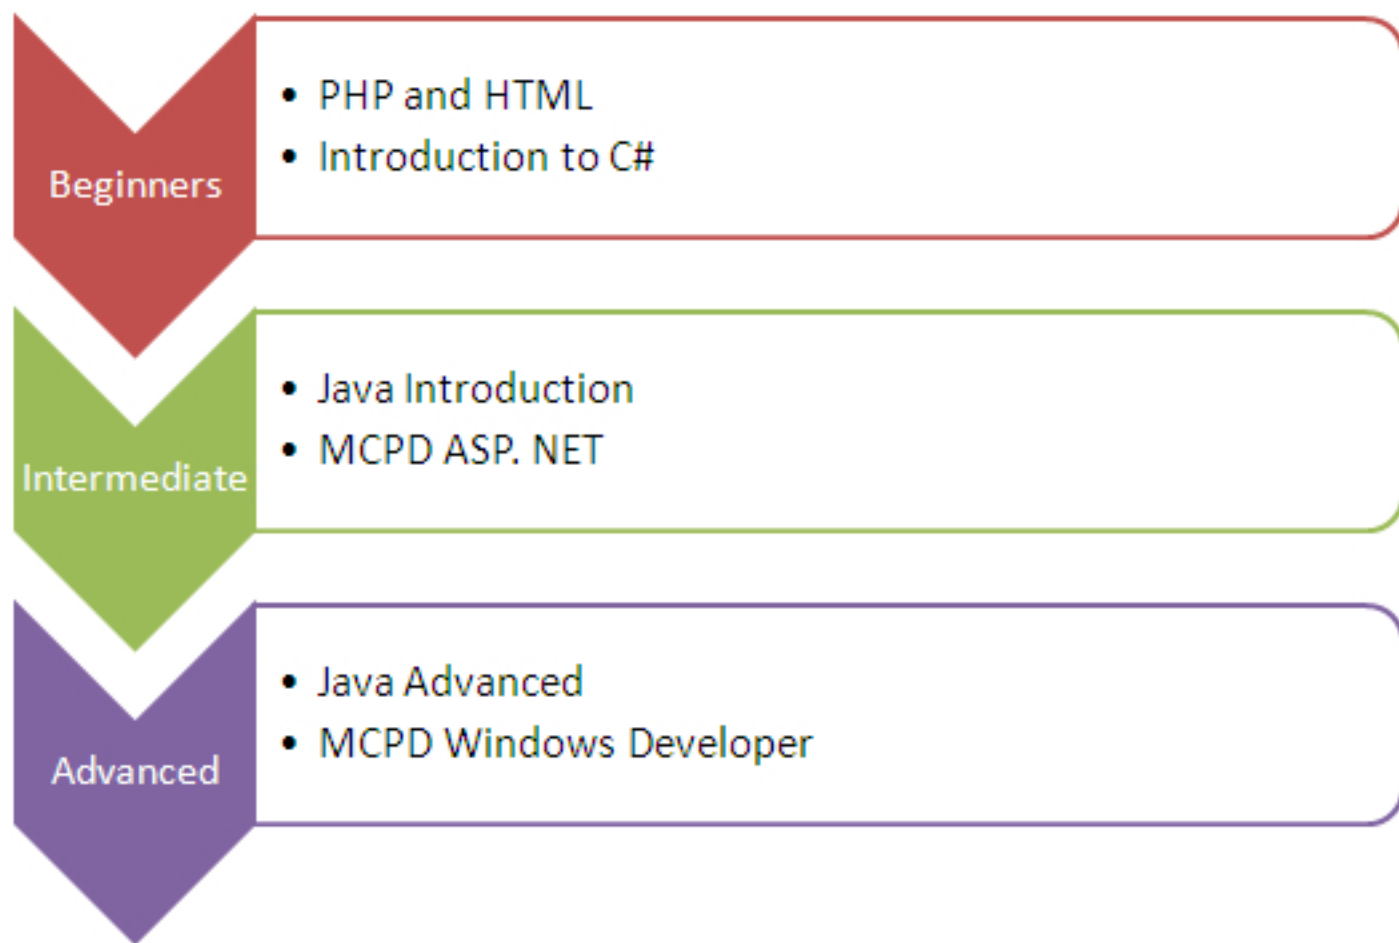 Beginners
• PHP and HTML
• Introduction to C#
Intermediate
• Java Introduction
• MCPD ASP. NET
Advanced
• Java Advanced
• MCPD Windows Developer